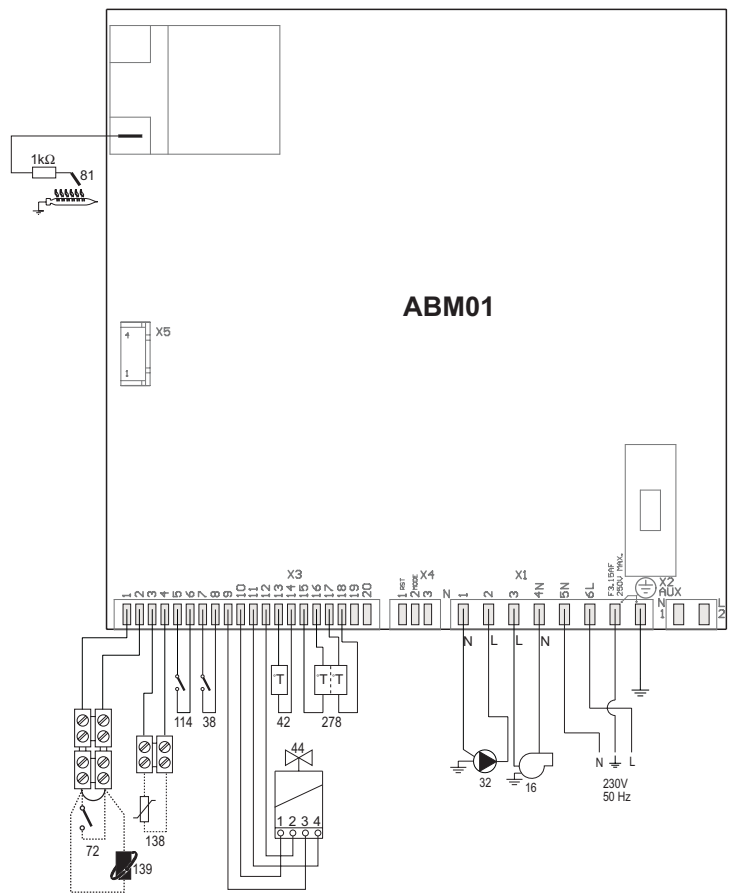 1kΩ
81
ABM01
4
X5
1
X3
1 2 3 4 5 6 7 8 9 10 11 12 13 14 15 16 17 18 19 20
X4
1 RST
2 MODE
3
X1
N 1 2 3 4N 5N 6L
F3.15AF
250V MAX.
X2
AUX
N
1
L
2
N L L N
°T
°T °T
114 38 42 278
44
1 2 3 4
72
139
138
32
16
N L
230V
50 Hz